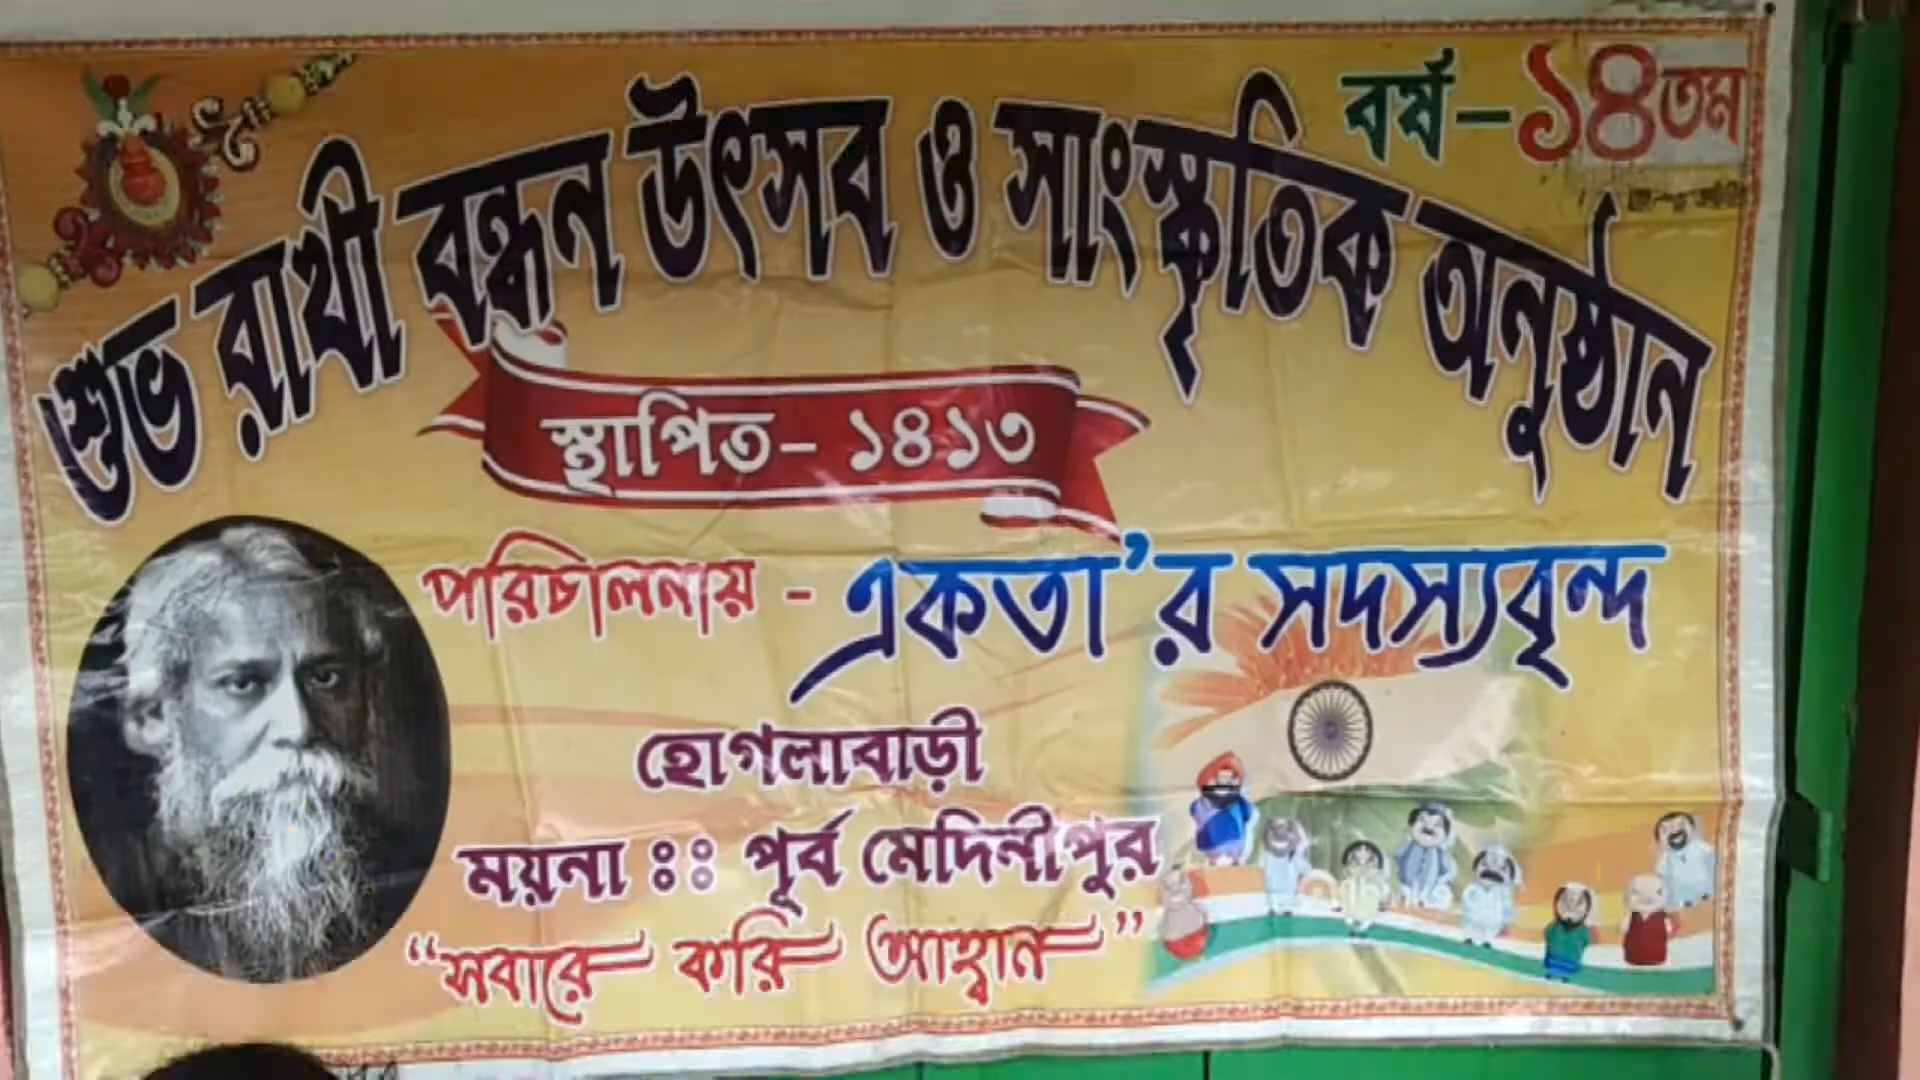 বর্ষ-১৪তম
শুভ রাখী বন্ধন উৎসব ও সাংস্কৃতিক অনুষ্ঠান
স্থাপিত- ১৪১৩
পরিচালনায় - একতা’র সদস্যবৃন্দ
হোগলাবাড়ী
ময়না ঃঃ পূর্ব মেদিনীপুর
“সবারে করি আহ্বান”